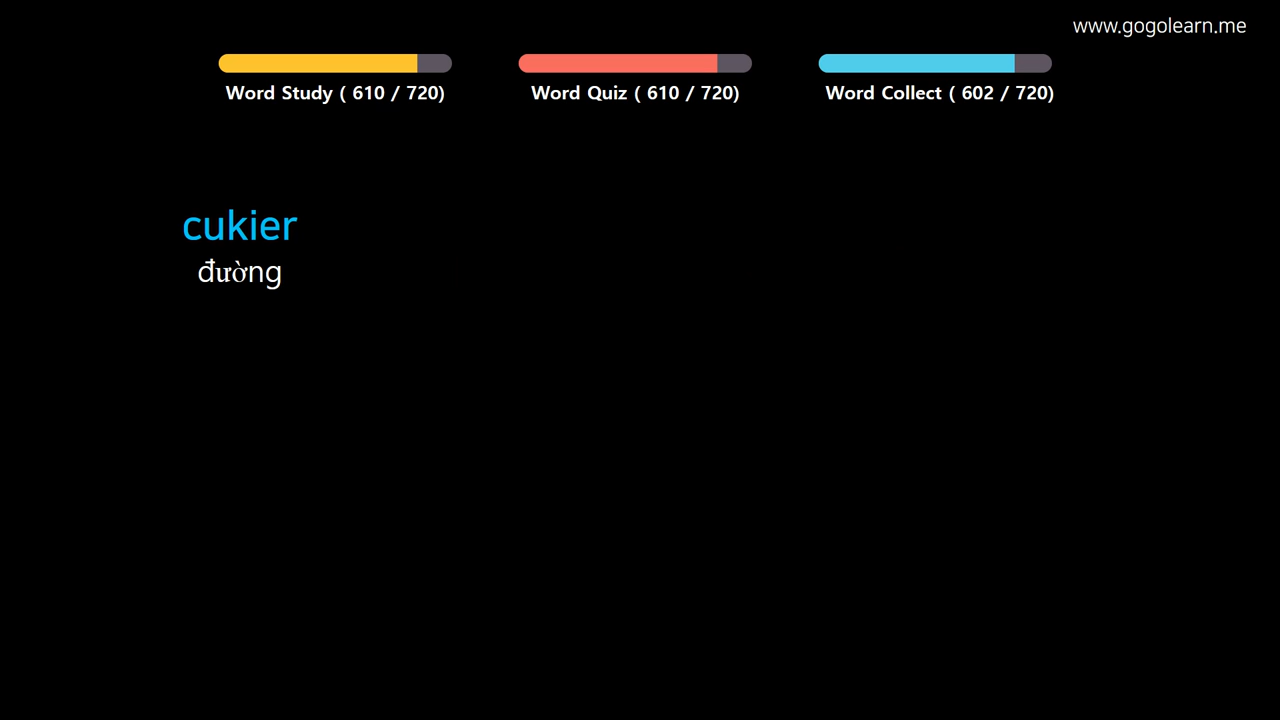 www.gogolearn.me
Word Study ( 610 / 720)
Word Quiz ( 610 / 720)
Word Collect ( 602 / 720)
cukier
đường